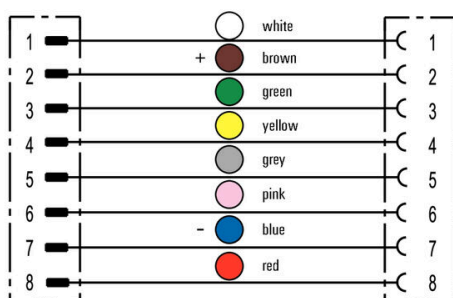 white
1 1
+ brown
2 2
green
3 3
yellow
4 4
grey
5 5
pink
6 6
- blue
7 7
red
8 8